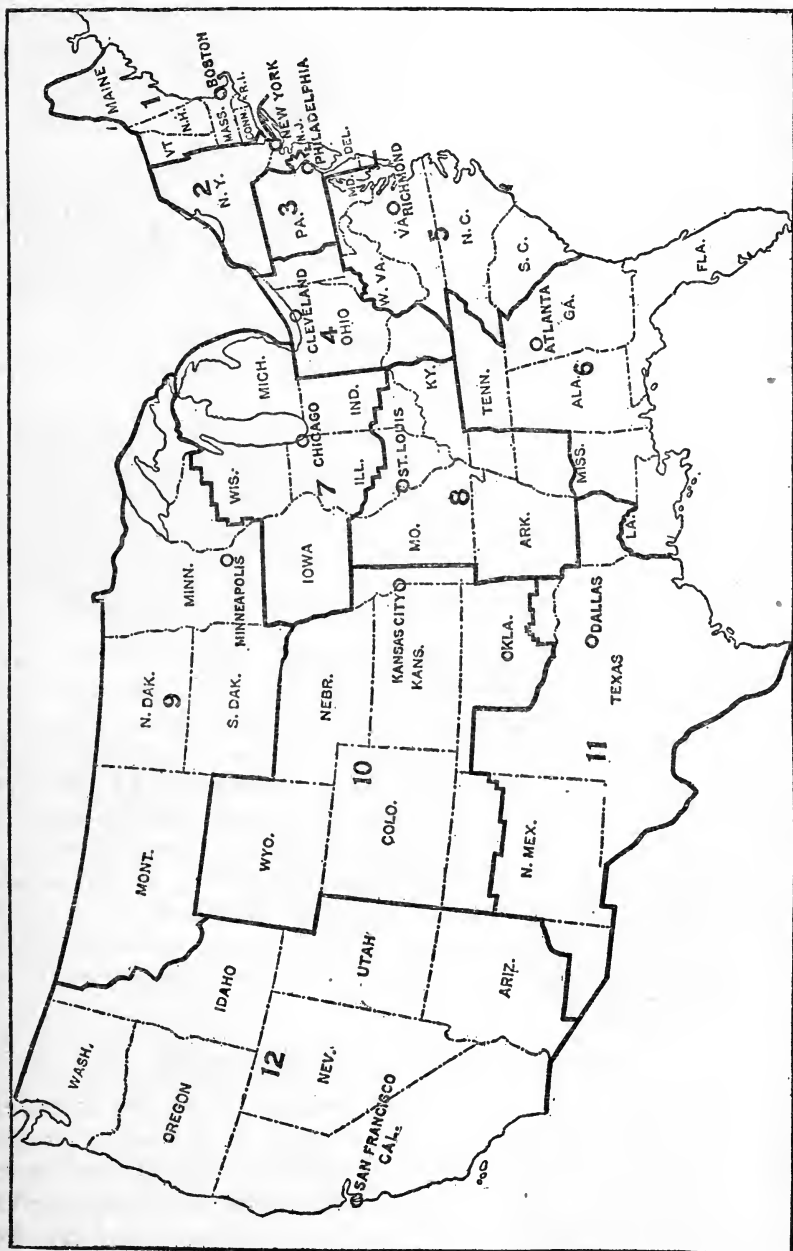 WASH.
OREGON
12
NEV.
SAN FRANCISCO
CAL.
IDAHO
UTAH
ARIZ.
MONT.
WYO.
COLO.
10
N. MEX.
N. DAK.
9
S. DAK.
NEBR.
KANSAS CITY
KANS.
OKLA.
DALLAS
TEXAS
11
MINN.
MINNEAPOLIS
IOWA
MO.
8
ARK.
LA.
WIS.
CHICAGO
7
ILL.
ST. LOUIS
MISS.
MICH.
IND.
KY.
TENN.
ALA.
6
ATLANTA
GA.
FLA.
CLEVELAND
4
OHIO
W. VA.
VA.
RICHMOND
5
N. C.
S. C.
PA.
3
MD.
DEL.
N.J.
PHILADELPHIA
NEW YORK
2
N. Y.
VT.
N.H.
MAINE
1
MASS.
BOSTON
CONN.
R.I.